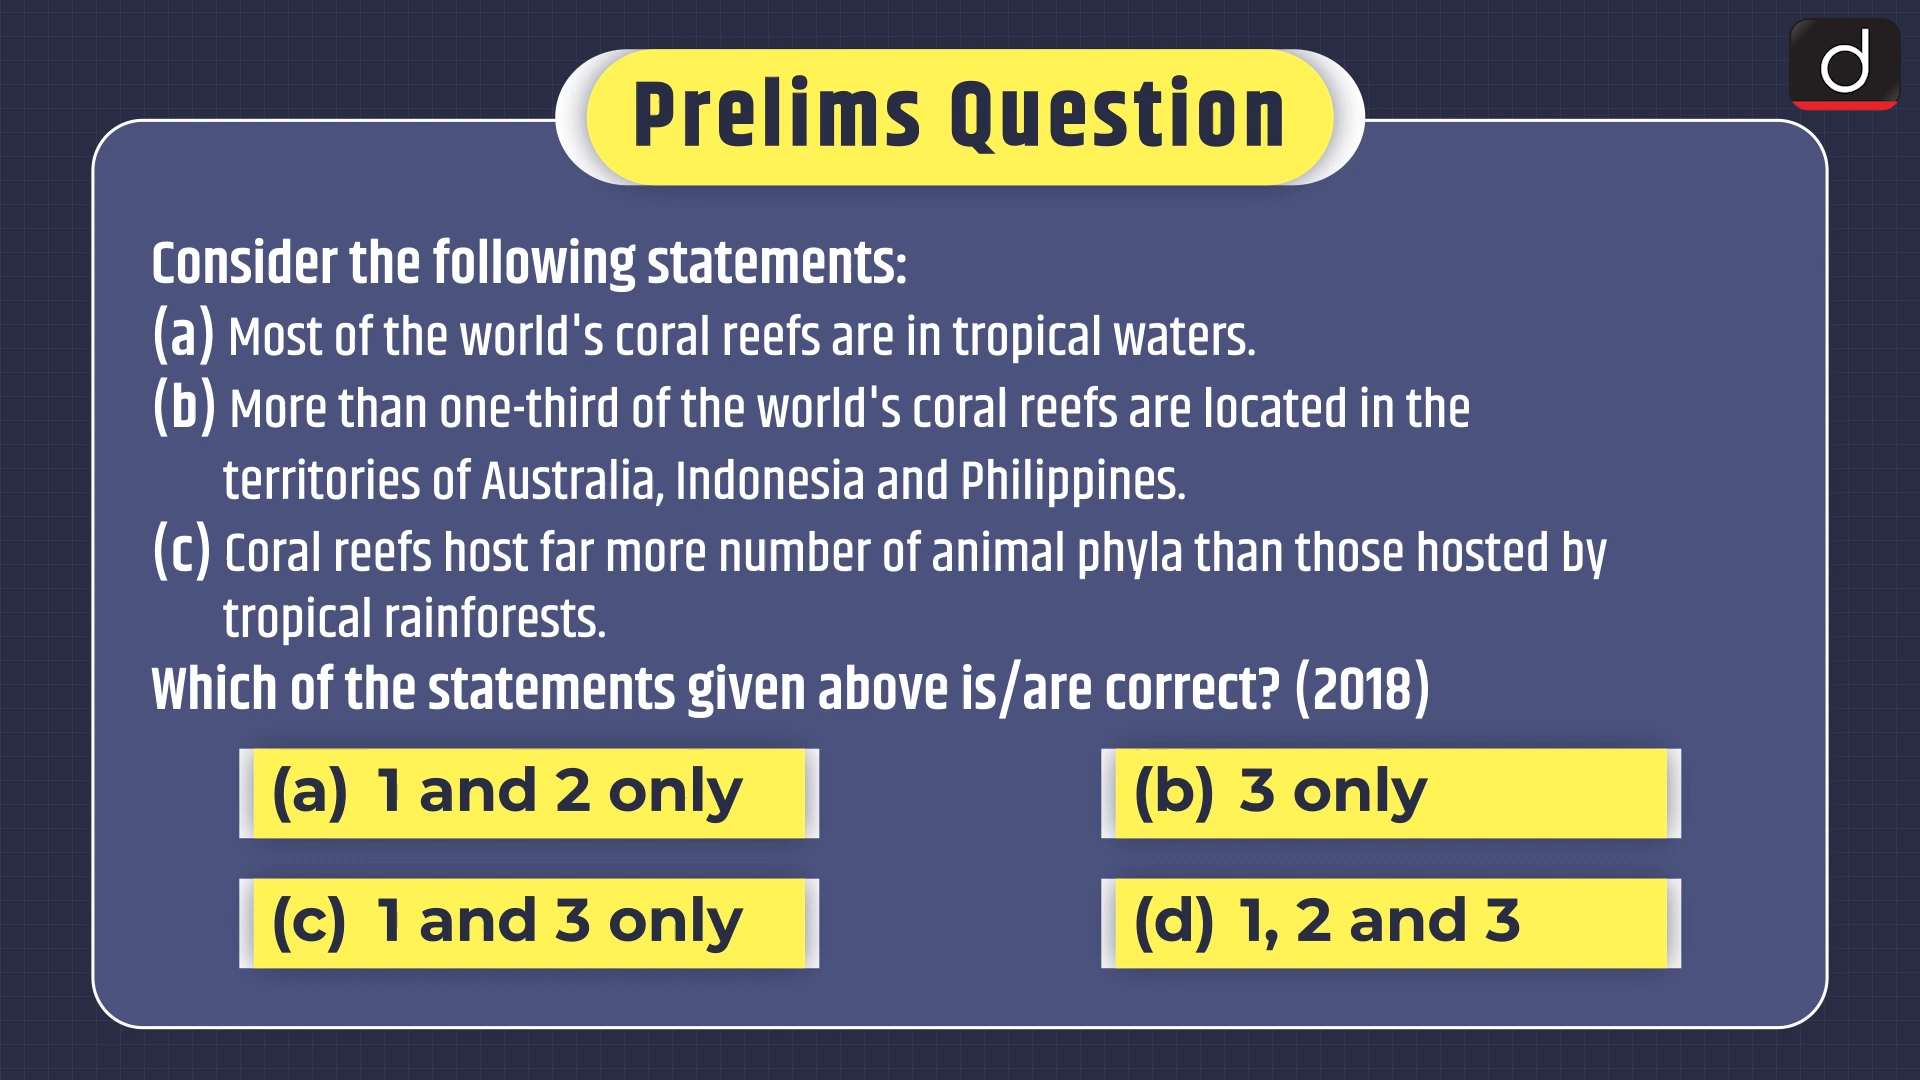 d
Prelims Question
Consider the following statements:
(a) Most of the world's coral reefs are in tropical waters.
(b) More than one-third of the world's coral reefs are located in the
territories of Australia, Indonesia and Philippines.
(c) Coral reefs host far more number of animal phyla than those hosted by
tropical rainforests.
Which of the statements given above is/are correct? (2018)
(a) 1 and 2 only
(b) 3 only
(c) 1 and 3 only
(d) 1, 2 and 3